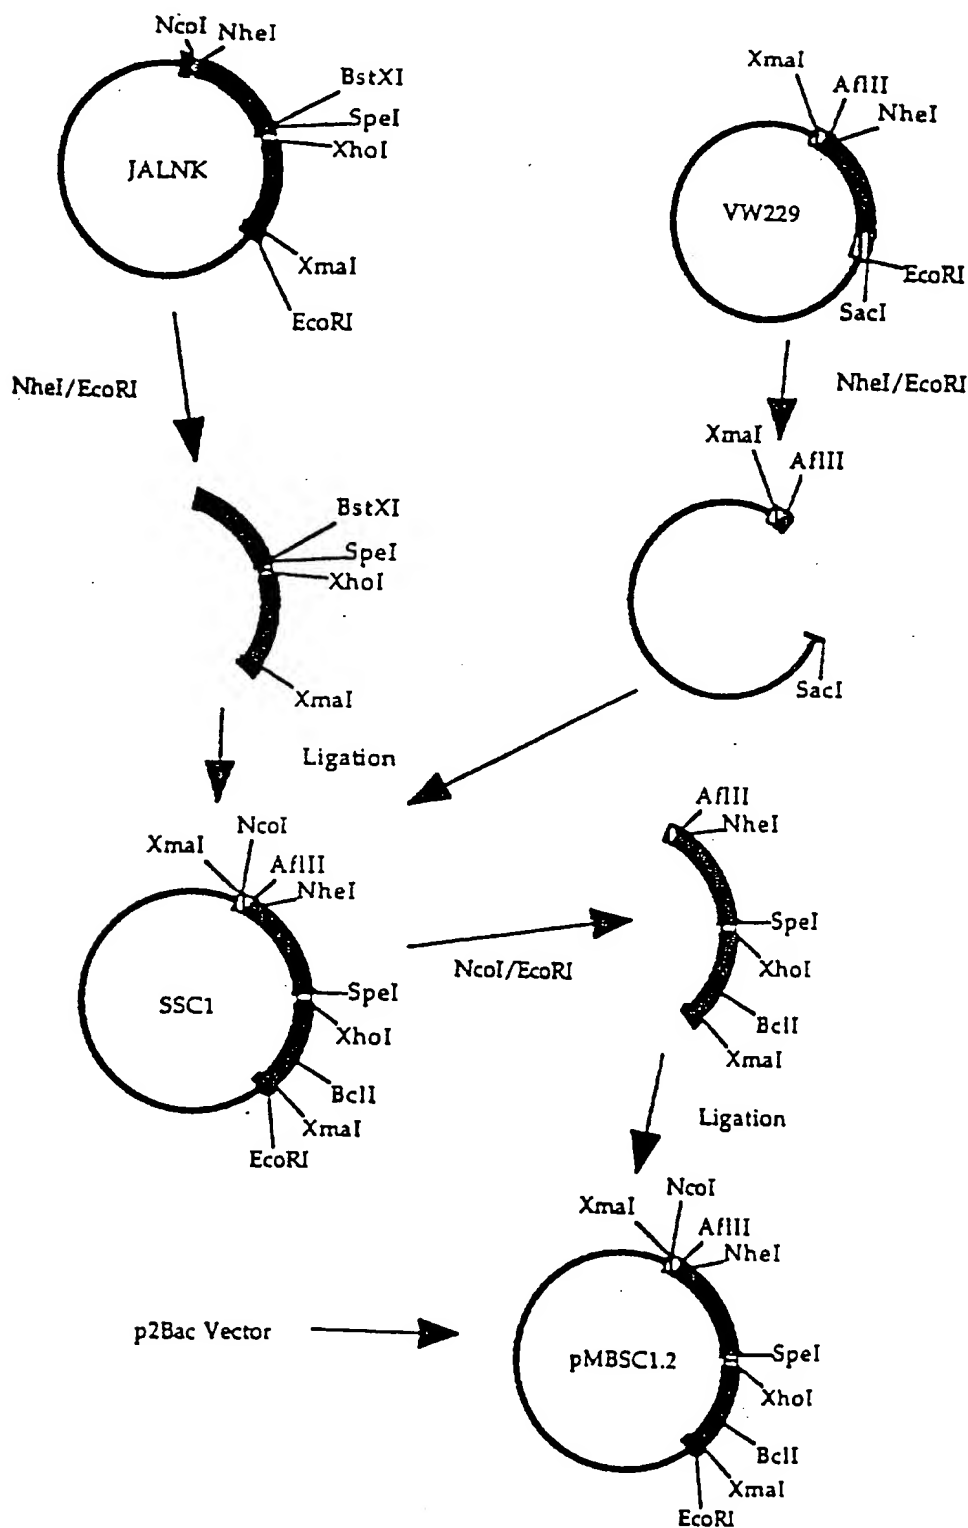 NcoI
NheI
BstXI
SpeI
XhoI
JALNK
XmaI
EcoRI
XmaI
AflII
NheI
VW229
EcoRI
SacI
NheI/EcoRI
NheI/EcoRI
BstXI
SpeI
XhoI
XmaI
XmaI
AflII
SacI
Ligation
XmaI
NcoI
AflII
NheI
SSC1
SpeI
XhoI
BclI
XmaI
EcoRI
NcoI/EcoRI
AflII
NheI
SpeI
XhoI
BclI
XmaI
Ligation
p2Bac Vector
XmaI
NcoI
AflII
NheI
pMBSC1.2
SpeI
XhoI
BclI
XmaI
EcoRI